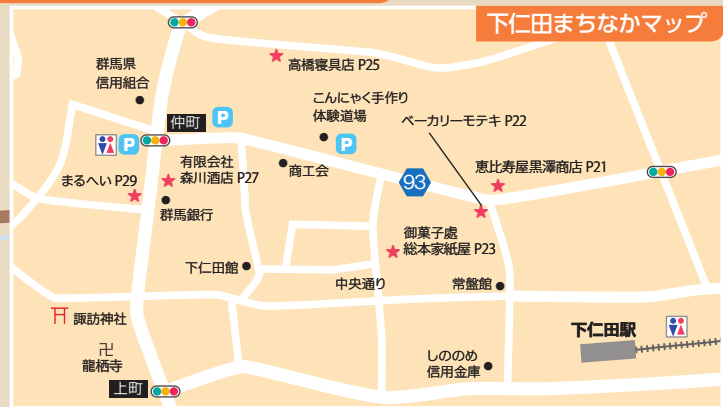 下仁田まちなかマップ
高橋寝具店 P25
群馬県
信用組合
こんにゃく手作り
体験道場
ベーカリーモテキ P22
仲町
P
P
P
有限会社
森川酒店 P27
商工会
93
恵比寿屋黒澤商店 P21
まるへい P29
群馬銀行
御菓子處
総本家紙屋 P23
下仁田館
中央通り
常盤館
諏訪神社
卍
龍栖寺
下仁田駅
しののめ
信用金庫
上町